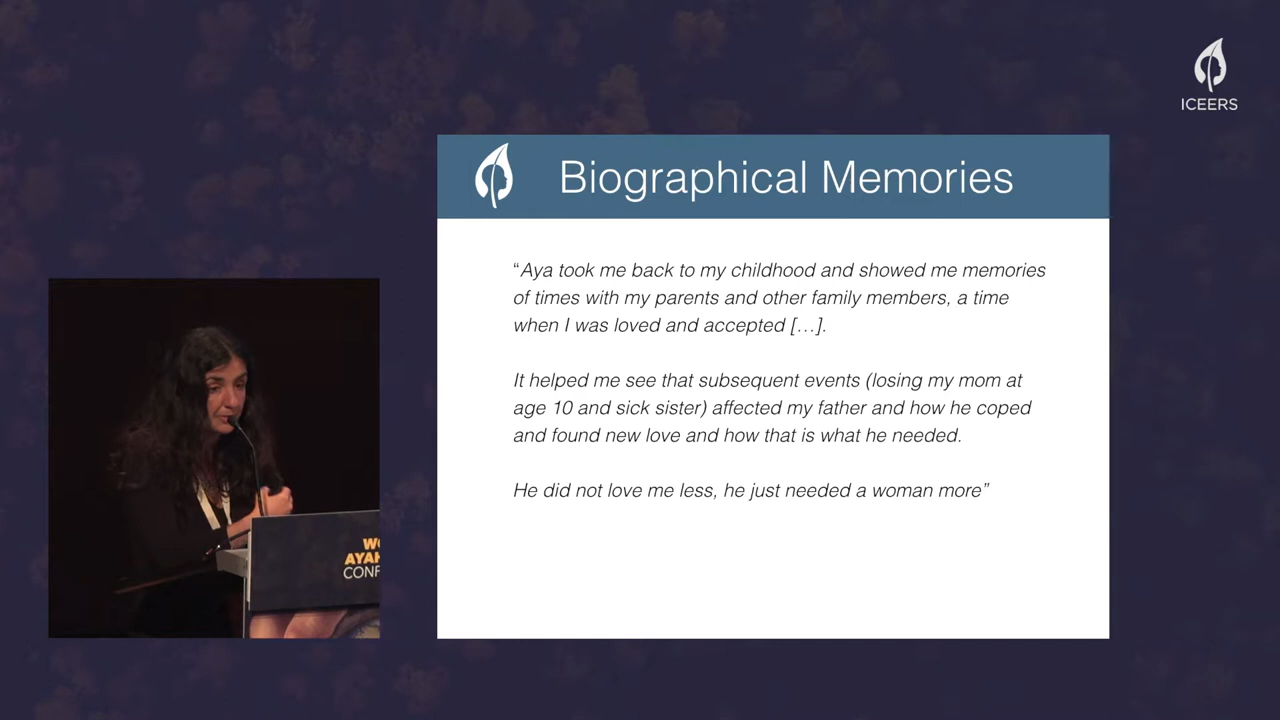 ICEERS
Biographical Memories
“Aya took me back to my childhood and showed me memories
of times with my parents and other family members, a time
when I was loved and accepted […].
It helped me see that subsequent events (losing my mom at
age 10 and sick sister) affected my father and how he coped
and found new love and how that is what he needed.
He did not love me less, he just needed a woman more”
WO
AYAH
CONF